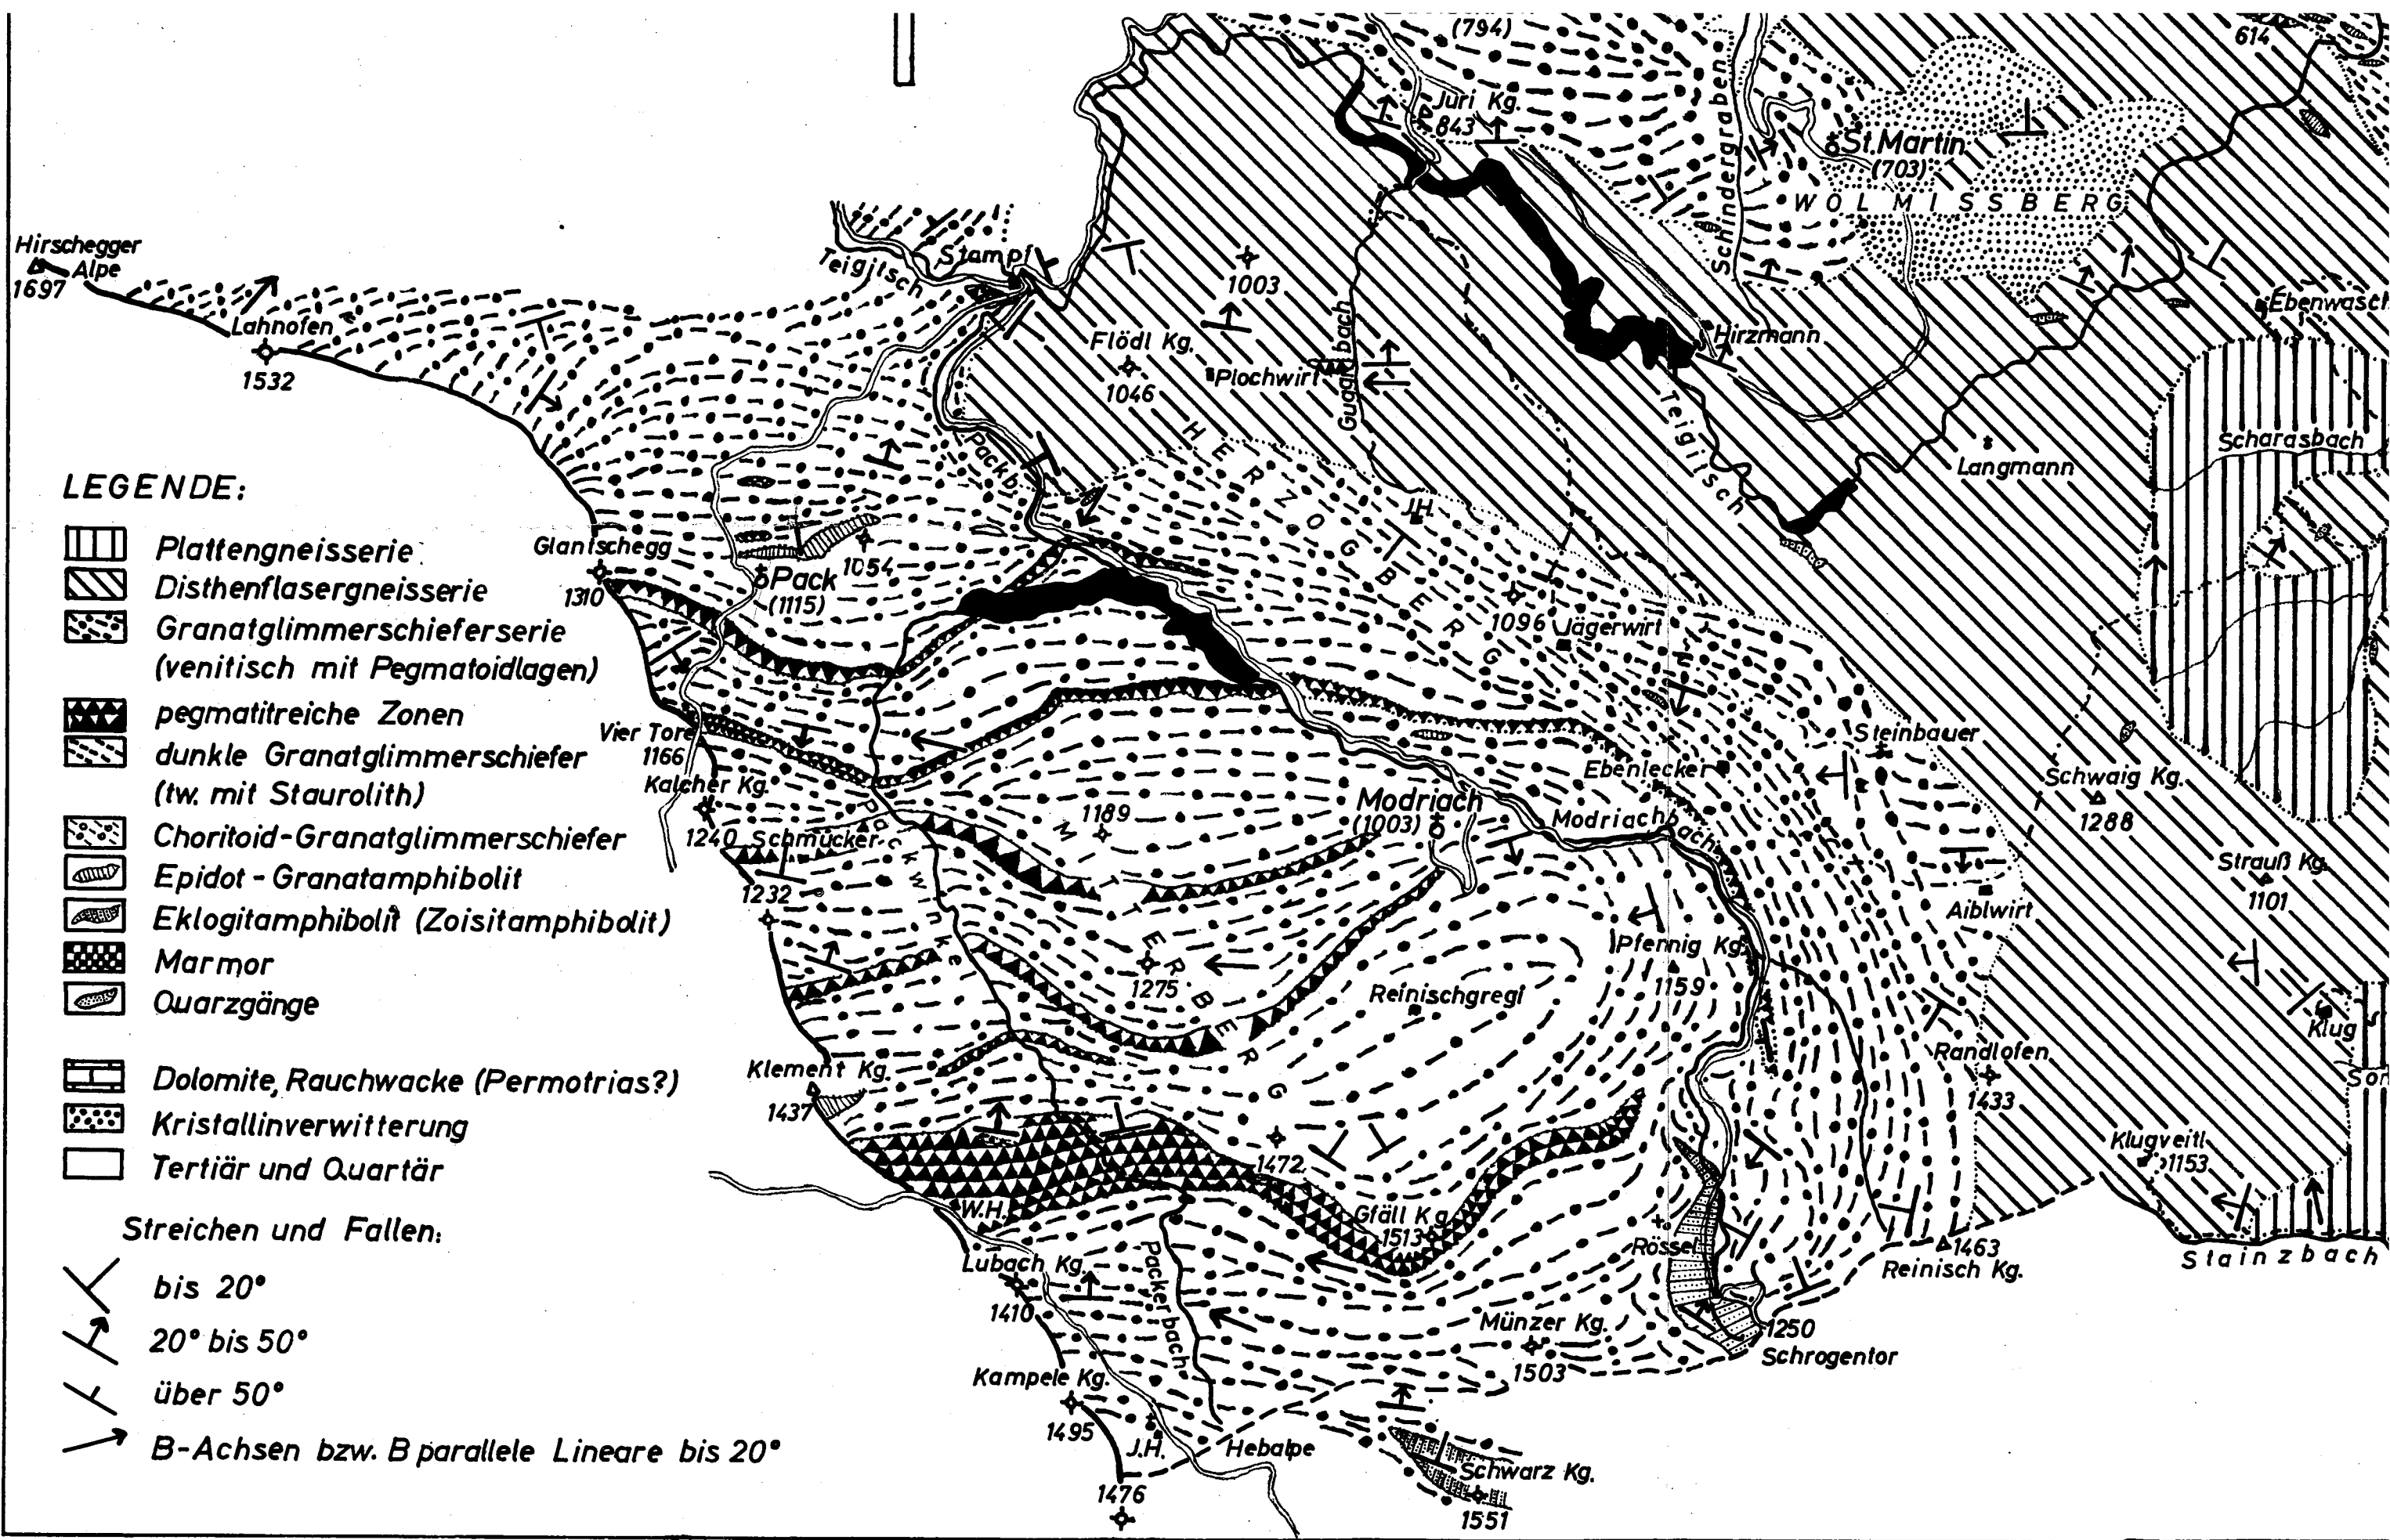 (794)
614
Juri Kg.
843
Schindergraben
St.Martin
(703)
WOLMISSBERG
Hirschegger
Alpe
1697
Teigitsch
Stampf
1003
Ebenwasch
Lahnofen
1532
Flödl Kg.
1046
Plochwirt
Hirzmann
Teigitsch
Langmann
Scharasbach
HERZOGBERG
Packb.
J.H.
LEGENDE:
Plattengneisserie
Disthenflasergneisserie
Granatglimmerschieferserie
(venitisch mit Pegmatoidlagen)
pegmatitreiche Zonen
dunkle Granatglimmerschiefer
(tw. mit Staurolith)
Choritoid-Granatglimmerschiefer
Epidot-Granatamphibolit
Eklogitamphibolit (Zoisitamphibolit)
Marmor
Quarzgänge
Dolomite, Rauchwacke (Permotrias?)
Kristallinverwitterung
Tertiär und Quartär
Streichen und Fallen:
bis 20°
20° bis 50°
über 50°
B-Achsen bzw. B parallele Lineare bis 20°
Glantschegg
1310
Pack
(1115)
1054
1096
Jägerwirt
Vier Tore
1166
Kalcher Kg.
1240
Schmücker
1232
Packwinkel
1189
MITTERBERG
Modriach
(1003)
Ebenlecker
Modriachbach
Steinbauer
Schwaig Kg.
1288
Strauß Kg.
1101
Aiblwirt
Pfennig Kg.
1159
1275
Reinischgregl
Klug
Randlofen
1433
Klement Kg.
1437
1472
Klugveitl
1153
W.H.
Gfäll Kg.
1513
Rössel
1463
Reinisch Kg.
Stainzbach
Lubach Kg.
1410
Packerbach
Münzer Kg.
1503
1250
Schrogentor
Kampele Kg.
1495
J.H.
Hebalpe
1476
Schwarz Kg.
1551